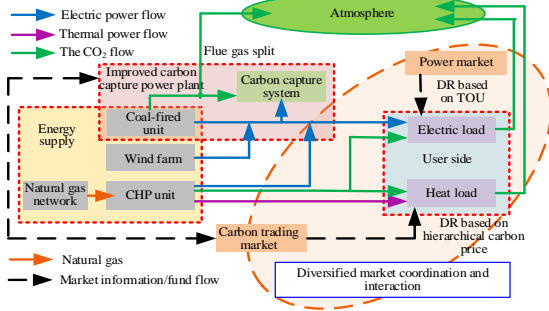 Electric power flow
Thermal power flow
The CO₂ flow
Atmosphere
Flue gas split
Improved carbon
capture power plant
Carbon capture
system
Power market
DR based
on TOU
Energy
supply
Coal-fired
unit
Wind farm
Natural gas
network
CHP unit
Electric load
User side
Heat load
Carbon trading
market
DR based on
hierarchical carbon
price
Natural gas
Market information/fund flow
Diversified market coordination and
interaction